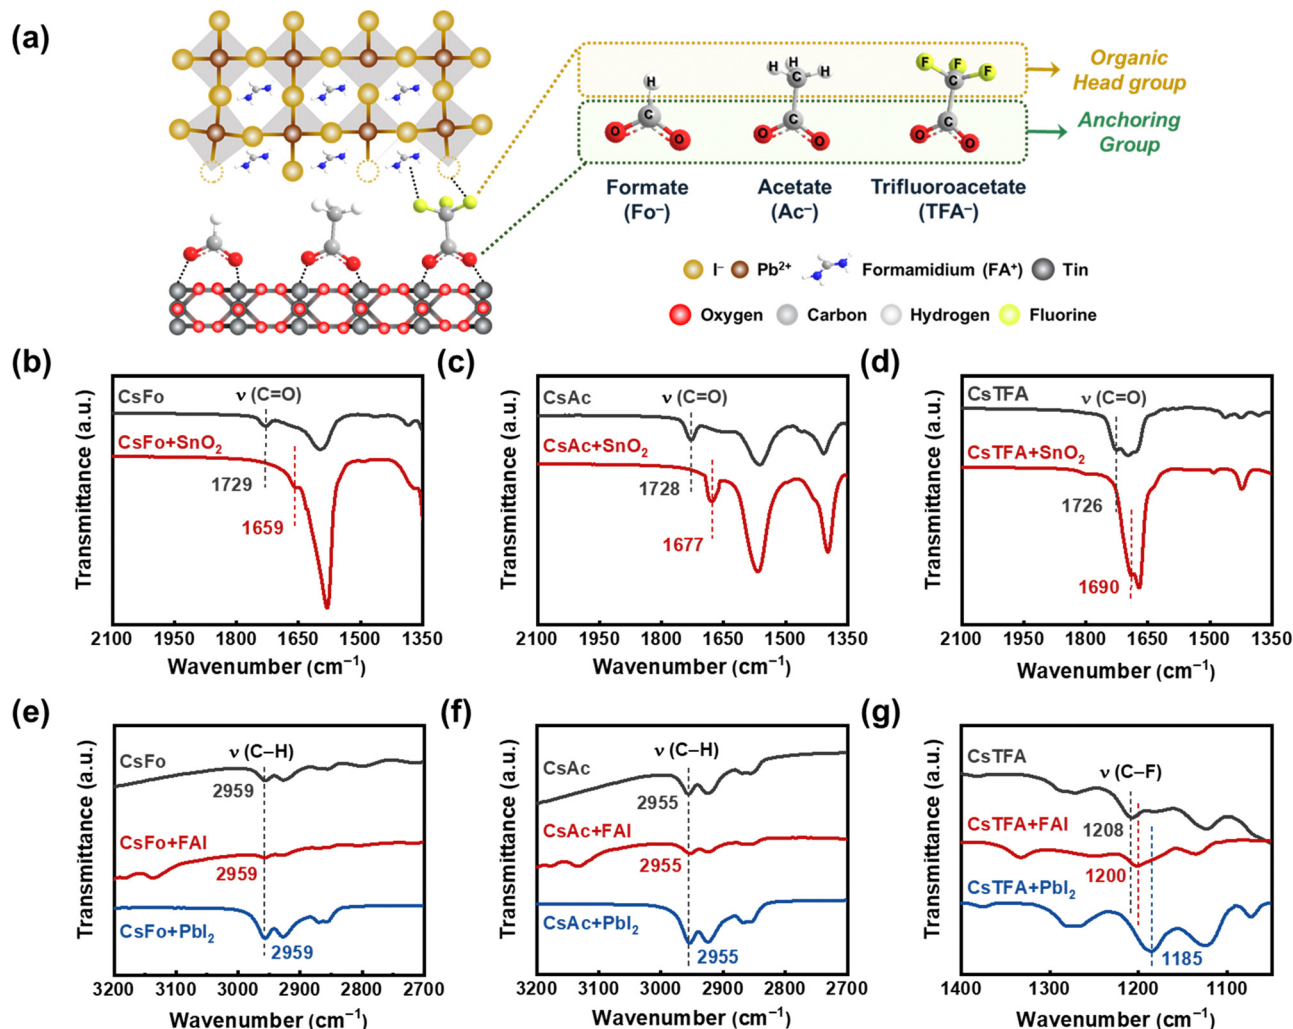 (a)
H
C
O
O
H
H
H
C
C
O
O
F
F
F
C
C
O
O
Organic
Head group
Anchoring
Group
Formate
(Fo⁻)
Acetate
(Ac⁻)
Trifluoroacetate
(TFA⁻)
I⁻ Pb²⁺ Formamidium (FA⁺) Tin
Oxygen Carbon Hydrogen Fluorine
(b)
CsFo
ν (C=O)
CsFo+SnO₂
1729
1659
Transmittance (a.u.)
2100 1950 1800 1650 1500 1350
Wavenumber (cm⁻¹)
(c)
CsAc
ν (C=O)
CsAc+SnO₂
1728
1677
Transmittance (a.u.)
2100 1950 1800 1650 1500 1350
Wavenumber (cm⁻¹)
(d)
CsTFA
ν (C=O)
CsTFA+SnO₂
1726
1690
Transmittance (a.u.)
2100 1950 1800 1650 1500 1350
Wavenumber (cm⁻¹)
(e)
CsFo
ν (C–H)
2959
CsFo+FAI
2959
CsFo+PbI₂
2959
Transmittance (a.u.)
3200 3100 3000 2900 2800 2700
Wavenumber (cm⁻¹)
(f)
CsAc
ν (C–H)
2955
CsAc+FAI
2955
CsAc+PbI₂
2955
Transmittance (a.u.)
3200 3100 3000 2900 2800 2700
Wavenumber (cm⁻¹)
(g)
CsTFA
ν (C–F)
1208
CsTFA+FAI
1200
CsTFA+PbI₂
1185
Transmittance (a.u.)
1400 1300 1200 1100
Wavenumber (cm⁻¹)